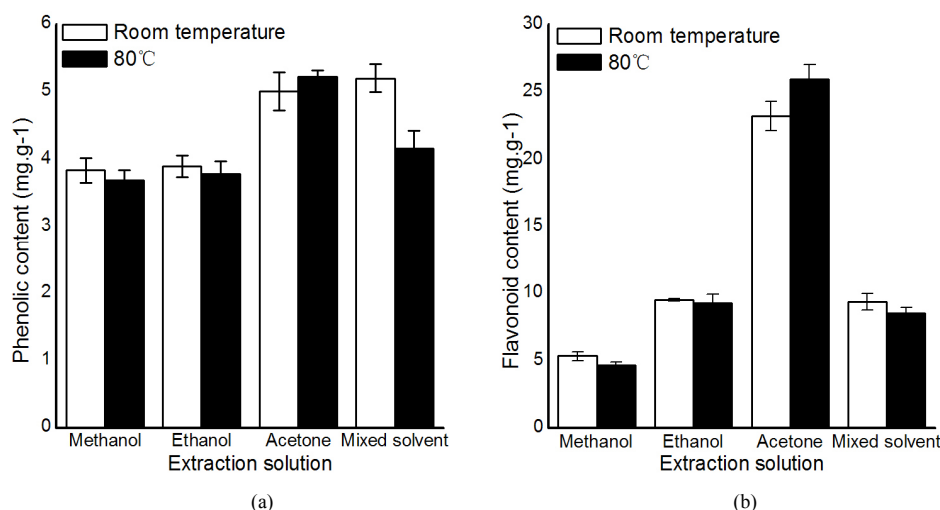 6
5
4
3
2
1
0
Phenolic content (mg.g-1)
Room temperature
80℃
Methanol
Ethanol
Acetone
Mixed solvent
Extraction solution
(a)
30
25
20
15
10
5
0
Flavonoid content (mg.g-1)
Room temperature
80℃
Methanol
Ethanol
Acetone
Mixed solvent
Extraction solution
(b)